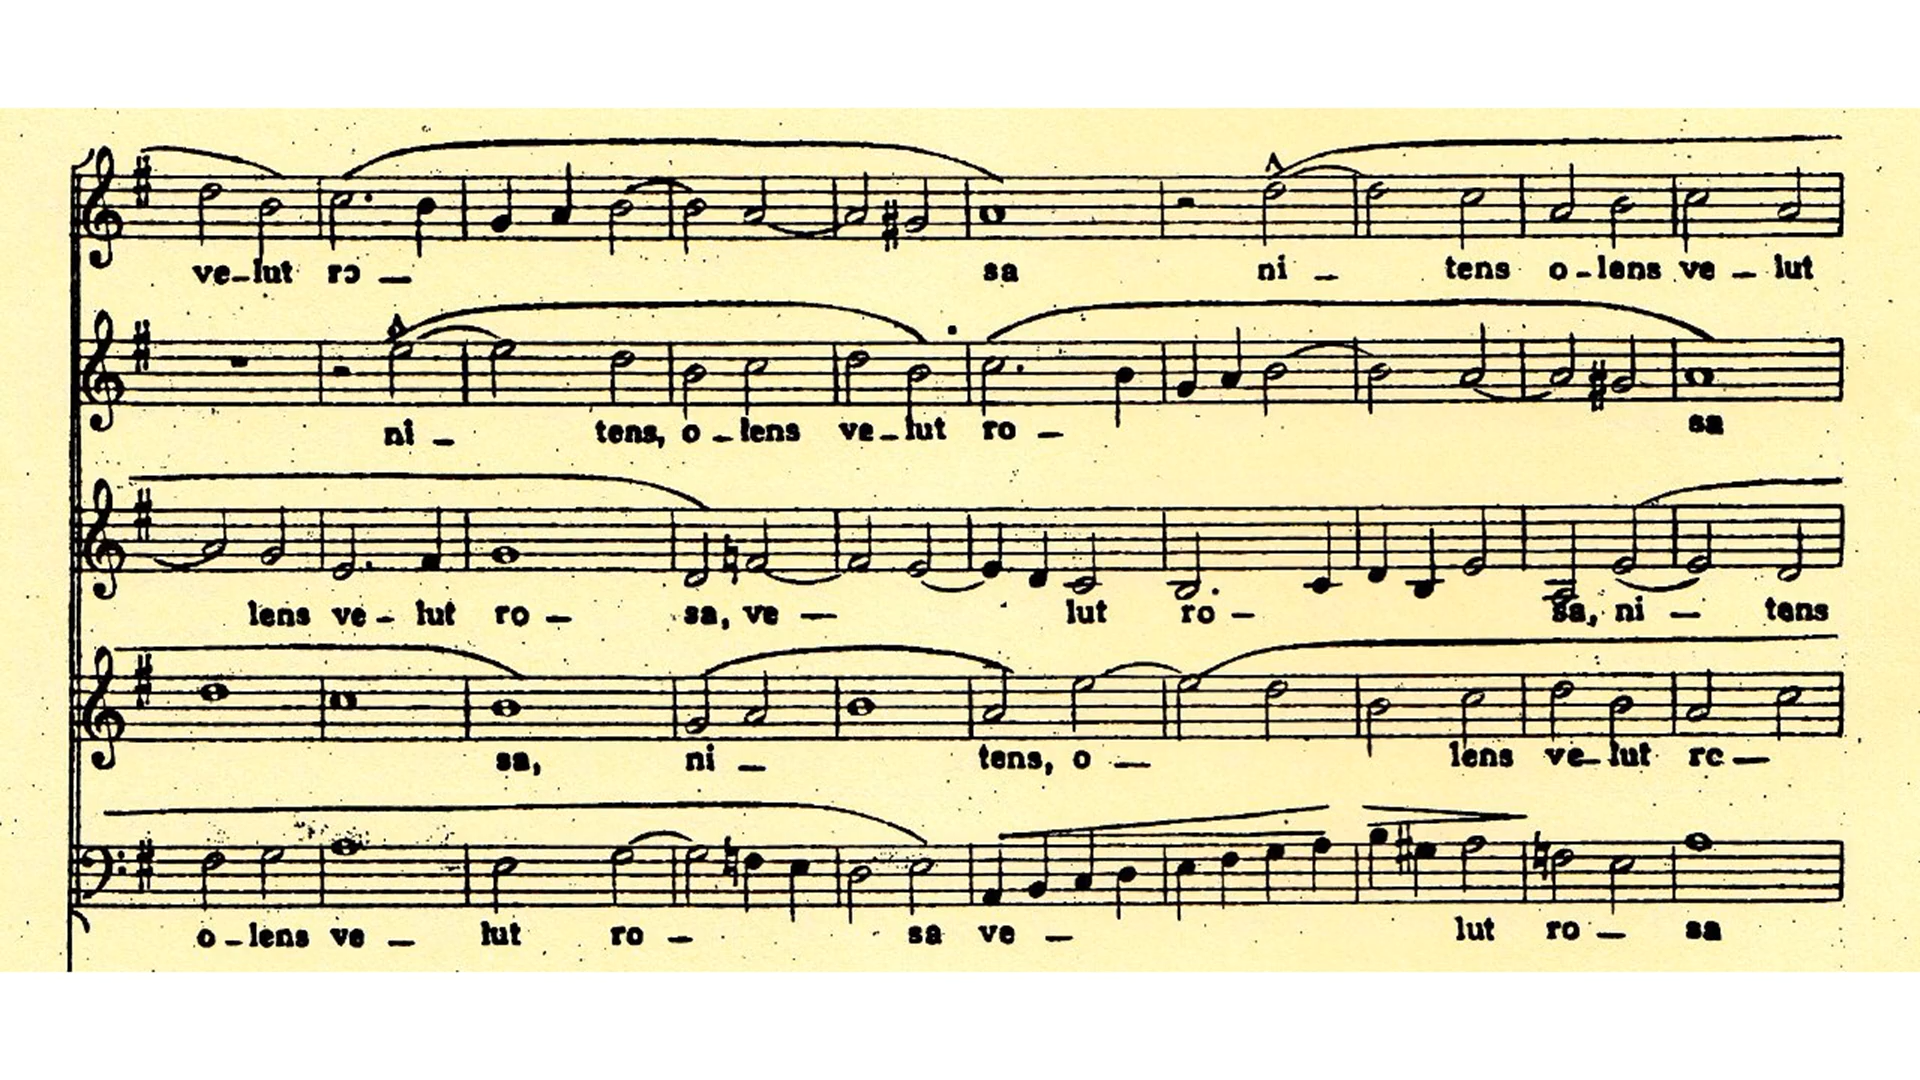 ve-lut ro — sa ni — tens o-lens ve — lut
ni — tens, o — lens ve — lut ro — sa
lens ve — lut ro — sa, ve — lut ro — sa, ni — tens
sa, ni — tens, o — lens ve — lut ro —
o-lens ve — lut ro — sa ve — lut ro — sa